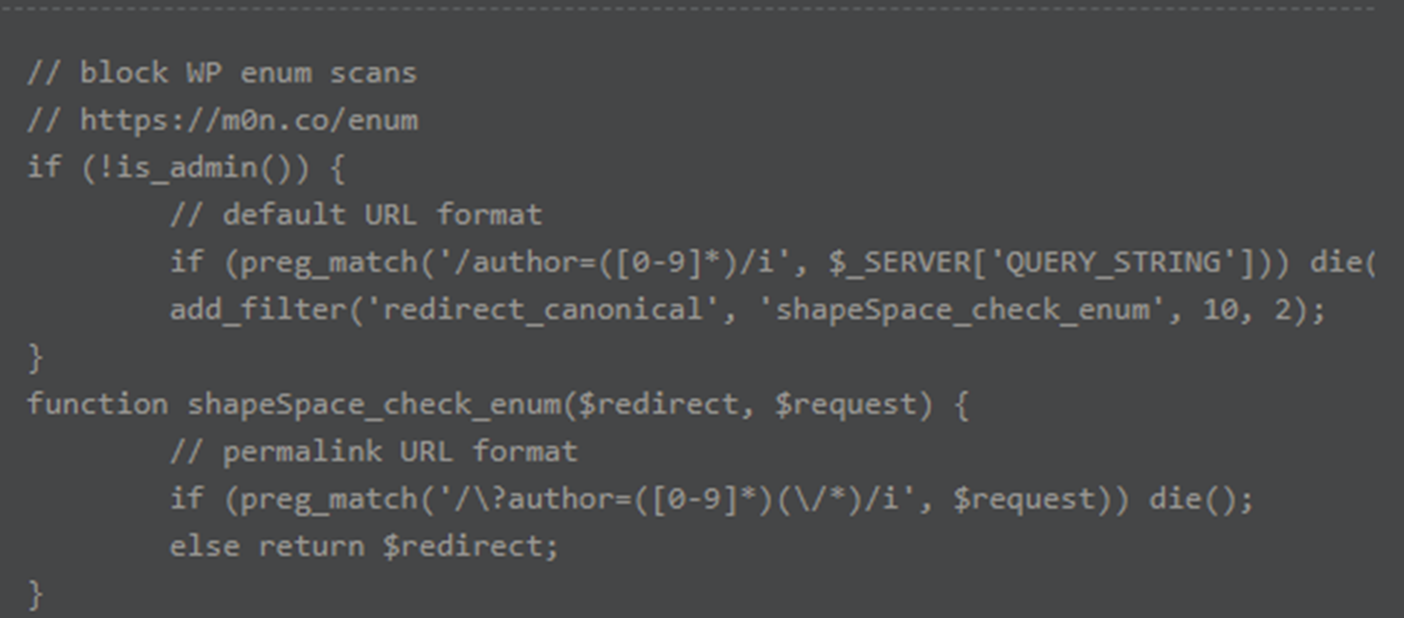 // block WP enum scans
// https://m0n.co/enum
if (!is_admin()) {
// default URL format
if (preg_match('/author=([0-9]*)/i', $_SERVER['QUERY_STRING'])) die(
add_filter('redirect_canonical', 'shapeSpace_check_enum', 10, 2);
}
function shapeSpace_check_enum($redirect, $request) {
// permalink URL format
if (preg_match('/\?author=([0-9]*)(\/*)/i', $request)) die();
else return $redirect;
}